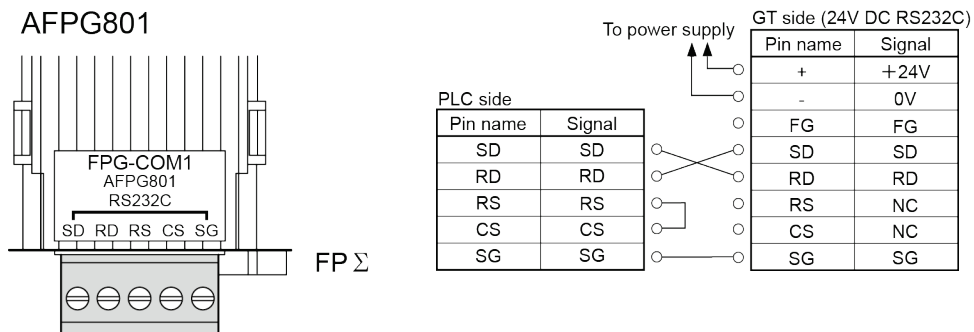 AFPG801
FPG-COM1
AFPG801
RS232C
SD RD RS CS SG
FP Σ
To power supply
PLC side
Pin name Signal
SD SD
RD RD
RS RS
CS CS
SG SG
GT side (24V DC RS232C)
Pin name Signal
+ +24V
- 0V
FG FG
SD SD
RD RD
RS NC
CS NC
SG SG